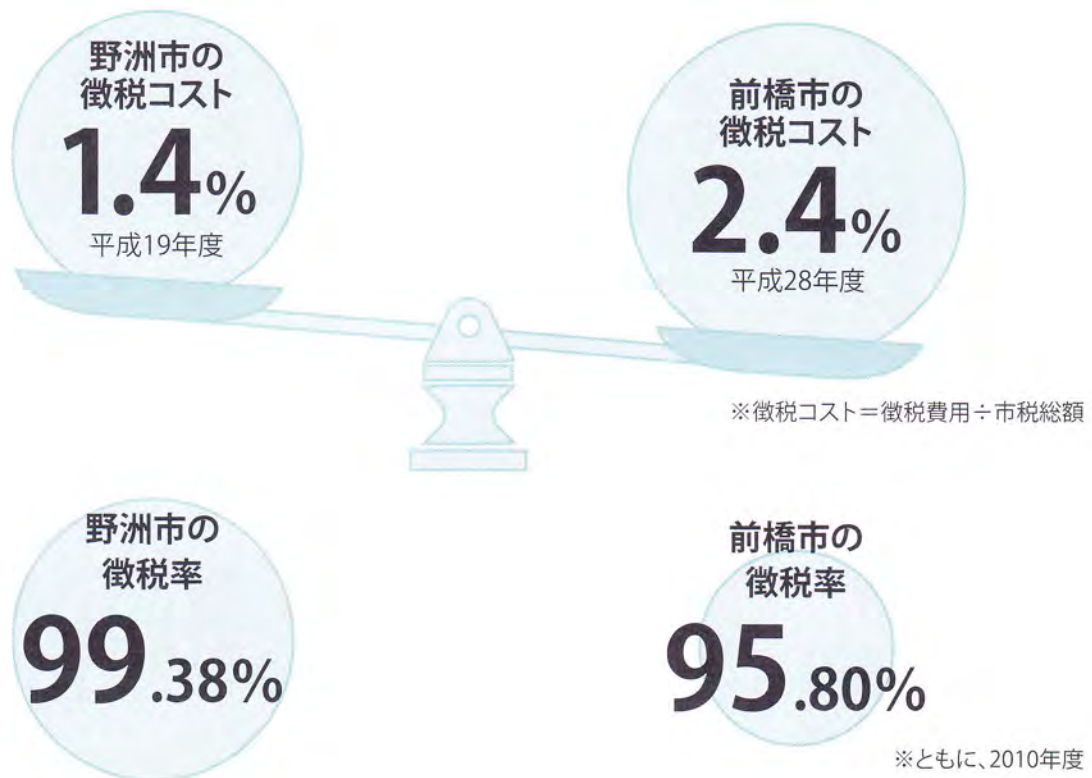 野洲市の
徴税コスト
1.4%
平成19年度
前橋市の
徴税コスト
2.4%
平成28年度
※徴税コスト＝徴税費用÷市税総額
野洲市の
徴税率
99.38%
前橋市の
徴税率
95.80%
※ともに、2010年度